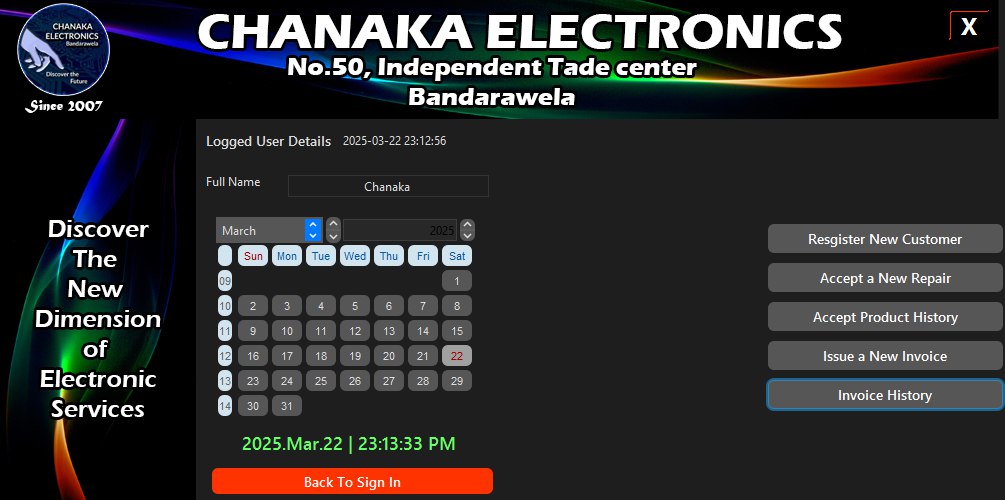 CHANAKA
ELECTRONICS
Bandarawela
Discover the
Future
Since 2007
CHANAKA ELECTRONICS
No.50, Independent Tade center
Bandarawela
X
Discover
The
New
Dimension
of
Electronic
Services
Logged User Details 2025-03-22 23:12:56
Full Name Chanaka
March 2025
Sun Mon Tue Wed Thu Fri Sat
09 1
10 2 3 4 5 6 7 8
11 9 10 11 12 13 14 15
12 16 17 18 19 20 21 22
13 23 24 25 26 27 28 29
14 30 31
2025.Mar.22 | 23:13:33 PM
Back To Sign In
Resgister New Customer
Accept a New Repair
Accept Product History
Issue a New Invoice
Invoice History